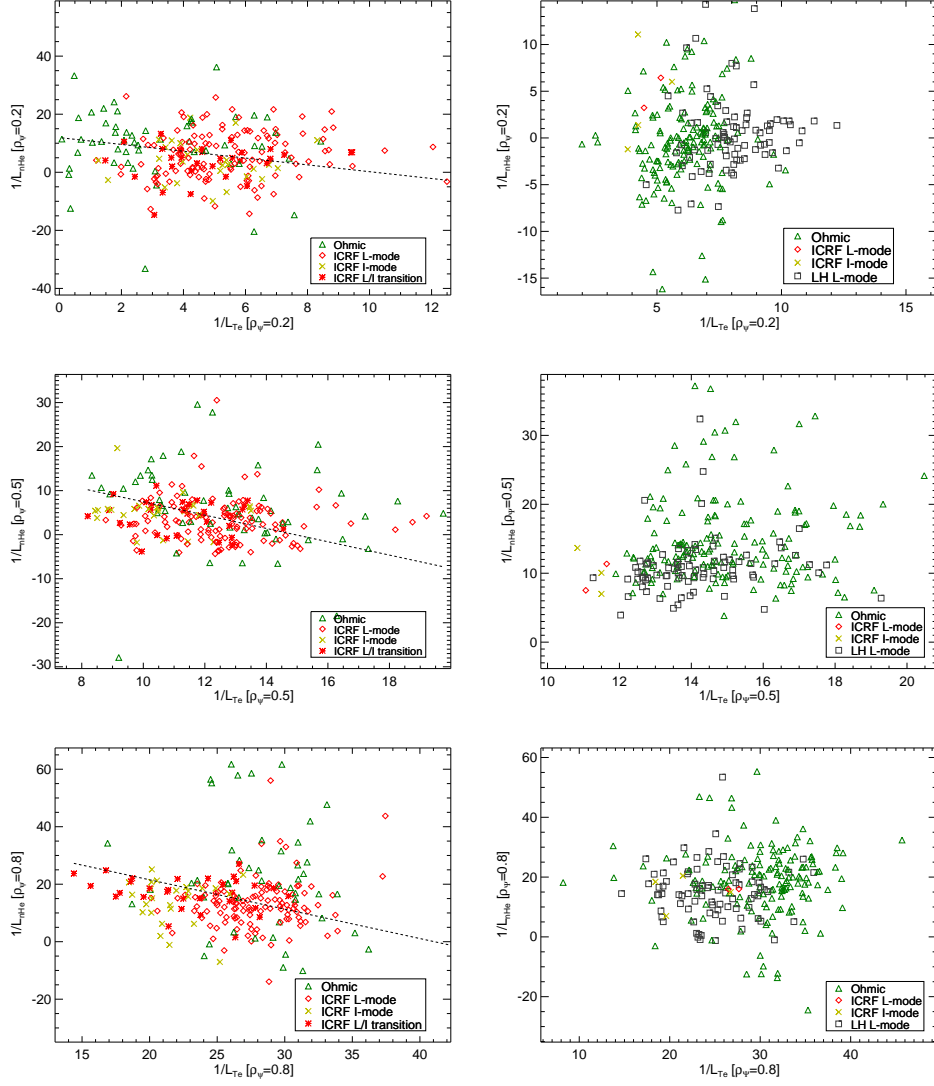 60
40
20
0
-20
-40
1/L_nHe [ρ_ψ=0.2]
0 2 4 6 8 10 12
1/L_Te [ρ_ψ=0.2]
Ohmic
ICRF L-mode
ICRF I-mode
ICRF L/I transition
15
10
5
0
-5
-10
-15
1/L_nHe [ρ_ψ=0.2]
5 10 15
1/L_Te [ρ_ψ=0.2]
Ohmic
ICRF L-mode
ICRF I-mode
LH L-mode
30
20
10
0
-10
-20
-30
1/L_nHe [ρ_ψ=0.5]
8 10 12 14 16 18
1/L_Te [ρ_ψ=0.5]
Ohmic
ICRF L-mode
ICRF I-mode
ICRF L/I transition
30
20
10
0
1/L_nHe [ρ_ψ=0.5]
10 12 14 16 18 20
1/L_Te [ρ_ψ=0.5]
Ohmic
ICRF L-mode
ICRF I-mode
LH L-mode
60
40
20
0
-20
1/L_nHe [ρ_ψ=0.8]
15 20 25 30 35 40
1/L_Te [ρ_ψ=0.8]
Ohmic
ICRF L-mode
ICRF I-mode
ICRF L/I transition
60
40
20
0
-20
1/L_nHe [ρ_ψ=0.8]
10 20 30 40
1/L_Te [ρ_ψ=0.8]
Ohmic
ICRF L-mode
ICRF I-mode
LH L-mode